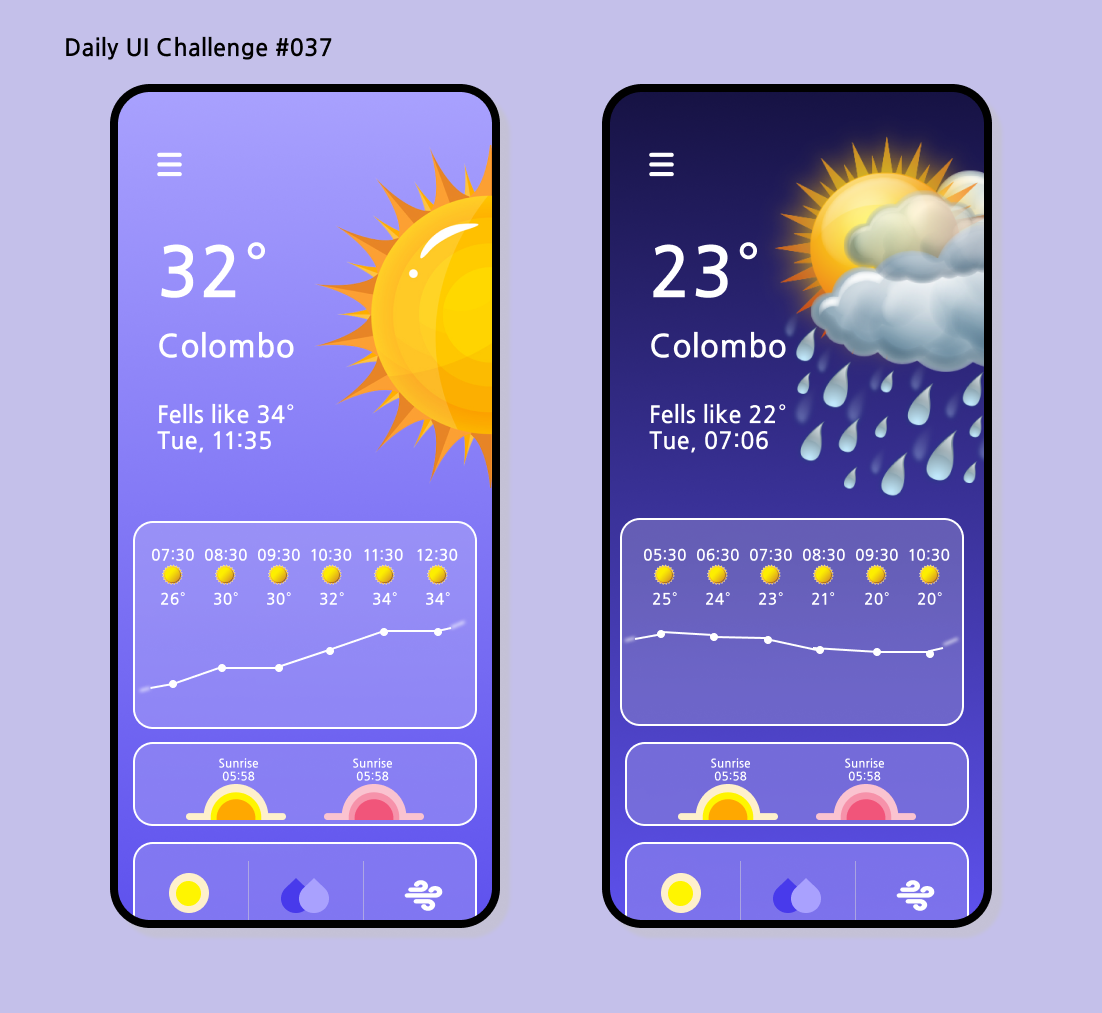 Daily UI Challenge #037
32°
Colombo
Fells like 34°
Tue, 11:35
07:30 08:30 09:30 10:30 11:30 12:30
26° 30° 30° 32° 34° 34°
Sunrise Sunrise
05:58 05:58
23°
Colombo
Fells like 22°
Tue, 07:06
05:30 06:30 07:30 08:30 09:30 10:30
25° 24° 23° 21° 20° 20°
Sunrise Sunrise
05:58 05:58